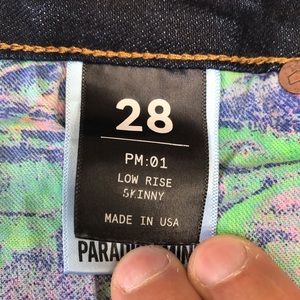 28
PM:01
LOW RISE
SKINNY
MADE IN USA